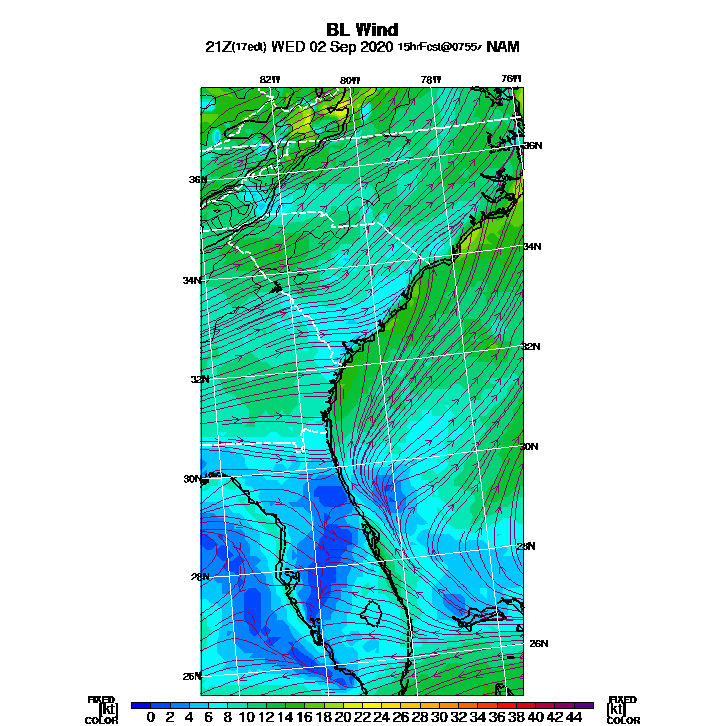 BL Wind
21Z(17edt) WED 02 Sep 2020 15hrFcst@0755z NAM
82W 80W 78W 76W
36N
36N
34N
34N
32N
32N
30N
30N
28N
28N
26N
26N
FIXED FIXED
[kt] 0 2 4 6 8 10 12 14 16 18 20 22 24 26 28 30 32 34 36 38 40 42 44 [kt]
COLOR COLOR